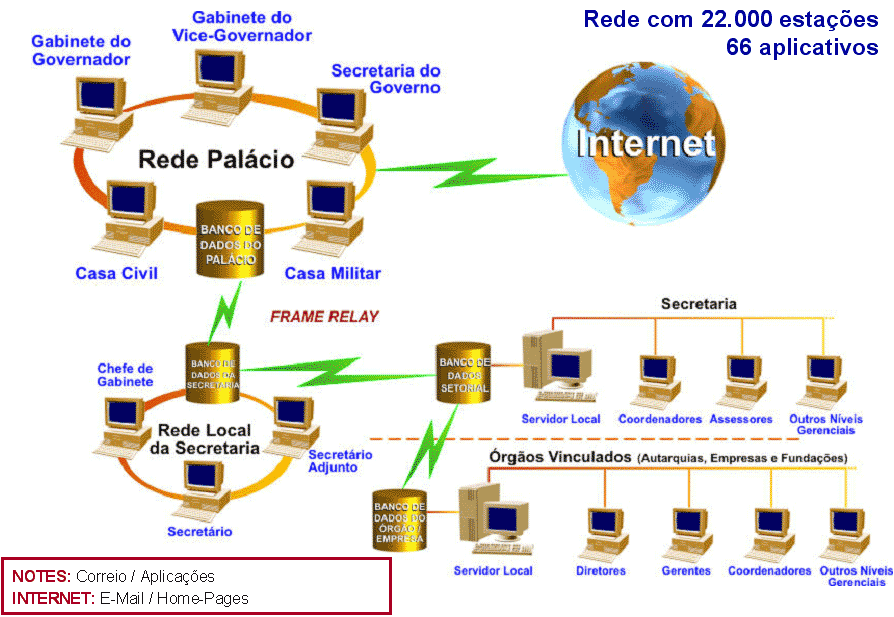 Rede com 22.000 estações
66 aplicativos
Gabinete do
Vice-Governador
Gabinete do
Governador
Secretaria do
Governo
Internet
Rede Palácio
BANCO DE
DADOS DO
PALÁCIO
Casa Civil
Casa Militar
FRAME RELAY
Secretaria
Chefe de
Gabinete
BANCO DE
DADOS DA
SECRETARIA
BANCO DE
DADOS
SETORIAL
Servidor Local
Coordenadores
Assessores
Outros Níveis
Gerenciais
Rede Local
da Secretaria
Secretário
Adjunto
Secretário
Órgãos Vinculados (Autarquias, Empresas e Fundações)
BANCO DE
DADOS DO
ÓRGÃO /
EMPRESA
Servidor Local
Diretores
Gerentes
Coordenadores
Outros Níveis
Gerenciais
NOTES: Correio / Aplicações
INTERNET: E-Mail / Home-Pages